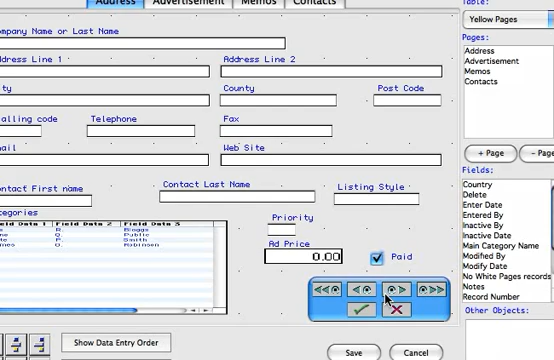 Address Advertisement Memos Contacts
Table:
Yellow Pages
Pages:
Address
Advertisement
Memos
Contacts
ompany Name or Last Name
ddress Line 1 Address Line 2
ty County Post Code
alling code Telephone Fax
mail Web Site
ontact First name Contact Last Name Listing Style
+ Page - Page
Fields:
Country
Delete
Enter Date
Entered By
Inactive By
Inactive Date
Main Category Name
Modified By
Modify Date
No White Pages records
Notes
Record Number
Other Objects:
ategories
ield Data 1 Field Data 2 Field Data 3
R. Bloggs
Q. Public
P. Smith
O. Robinson
Priority
Ad Price
0.00 Paid
Show Data Entry Order
Save Cancel